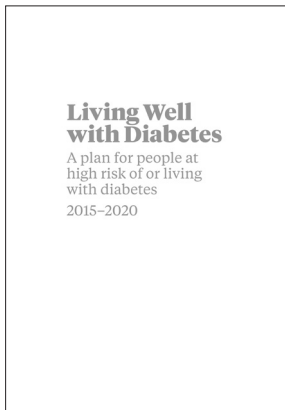 Living Well
with Diabetes
A plan for people at
high risk of or living
with diabetes
2015–2020